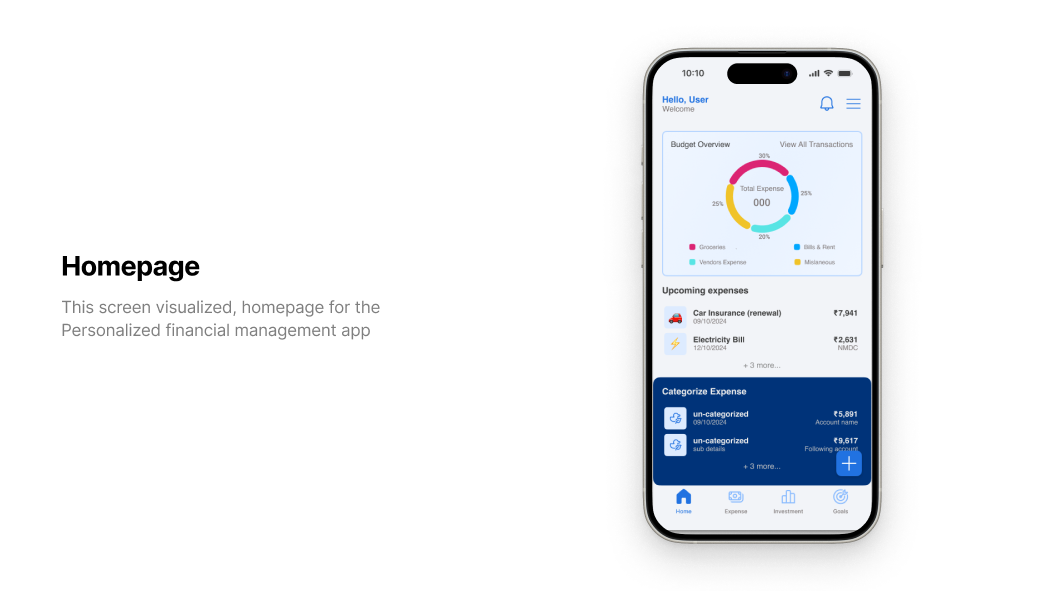 Homepage
This screen visualized, homepage for the
Personalized financial management app
10:10
Hello, User
Welcome
Budget Overview
View All Transactions
30%
Total Expense
000
25%
25%
20%
Groceries
Bills & Rent
Vendors Expense
Mislaneous
Upcoming expenses
Car Insurance (renewal)
₹7,941
09/10/2024
Electricity Bill
₹2,631
12/10/2024
NMDC
+ 3 more...
Categorize Expense
un-categorized
₹5,891
09/10/2024
Account name
un-categorized
₹9,617
sub details
Following account
+ 3 more...
Home
Expense
Investment
Goals